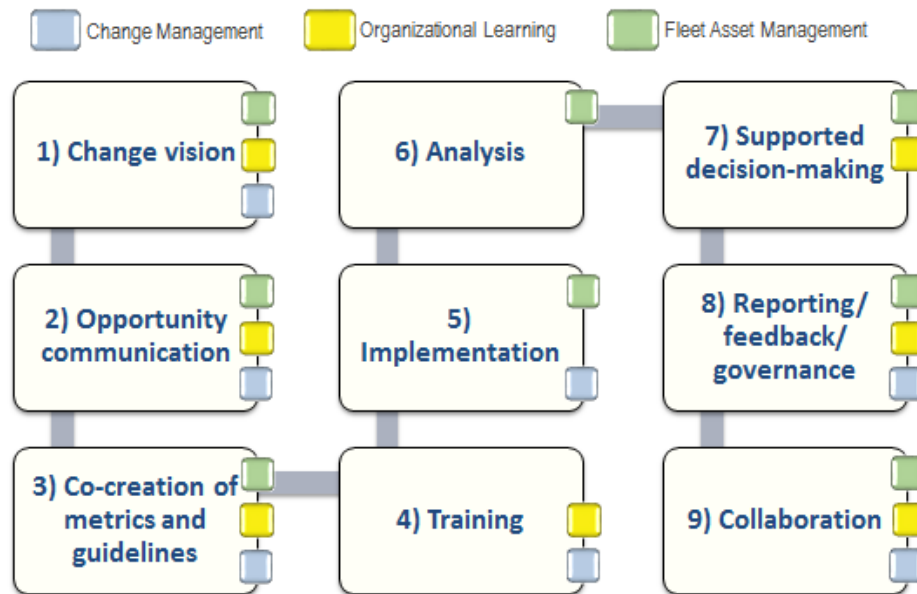 Change Management
Organizational Learning
Fleet Asset Management
1) Change vision
2) Opportunity
communication
3) Co-creation of
metrics and
guidelines
4) Training
5)
Implementation
6) Analysis
7) Supported
decision-making
8) Reporting/
feedback/
governance
9) Collaboration